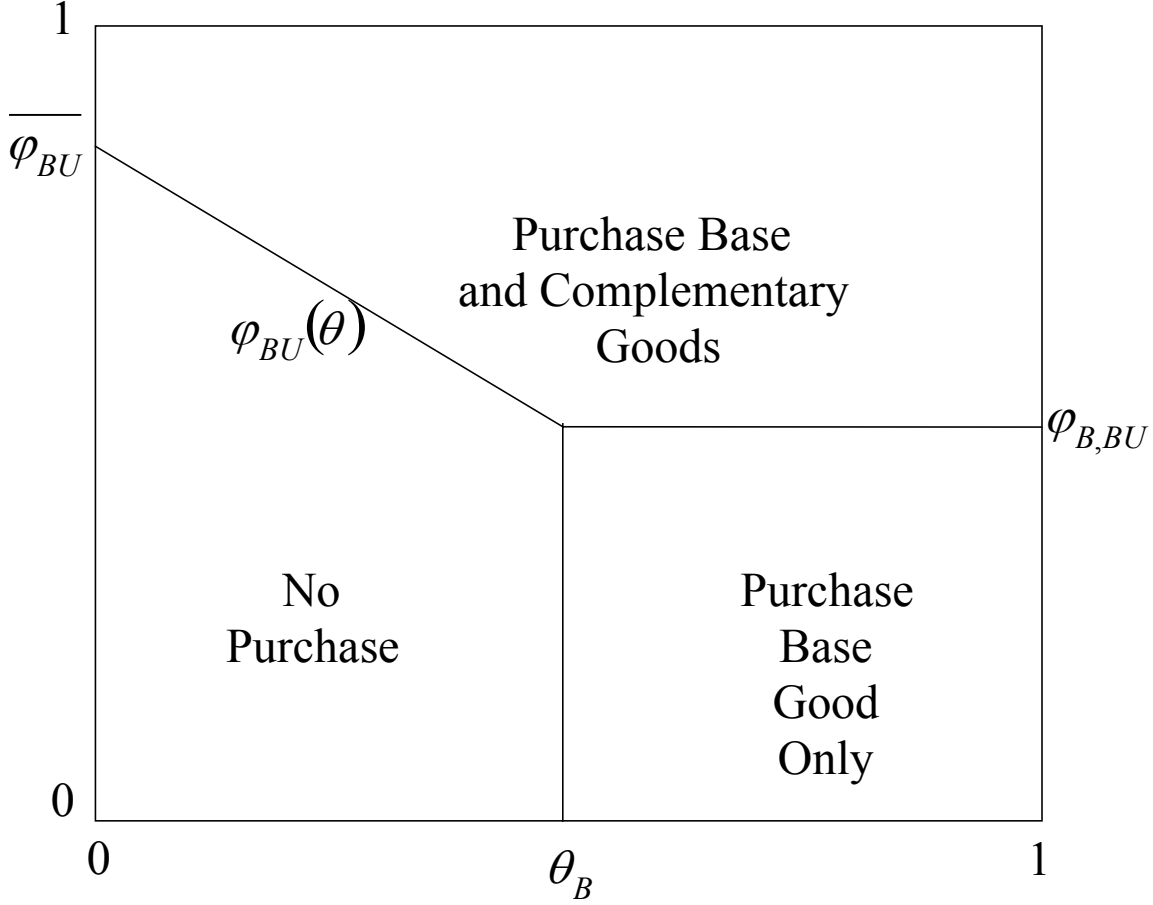 1
φ̅_BU
Purchase Base
and Complementary
Goods
φ_BU(θ)
φ_B,BU
No
Purchase
Purchase
Base
Good
Only
0
0
θ_B
1